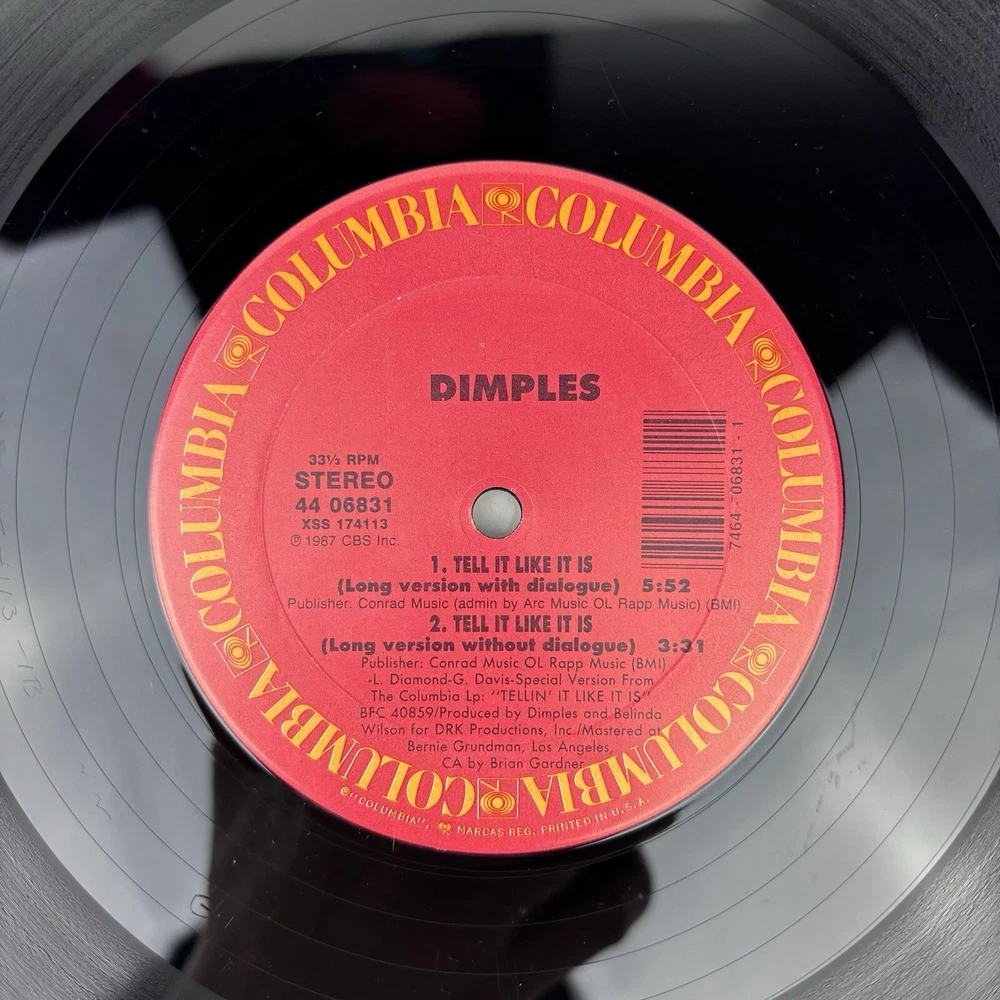 COLUMBIA COLUMBIA COLUMBIA COLUMBIA COLUMBIA COLUMBIA COLUMBIA COLUMBIA
DIMPLES
33⅓ RPM
STEREO
44 06831
XSS 174113
℗ 1987 CBS Inc.
7464-06831-1
1. TELL IT LIKE IT IS
(Long version with dialogue) 5:52
Publisher: Conrad Music (admin by Arc Music OL Rapp Music) (BMI)
2. TELL IT LIKE IT IS
(Long version without dialogue) 3:31
Publisher: Conrad Music OL Rapp Music (BMI)
-L. Diamond-G. Davis-Special Version From
The Columbia Lp: "TELLIN' IT LIKE IT IS"
BFC 40859/Produced by Dimples and Belinda
Wilson for DRK Productions, Inc./Mastered at
Bernie Grundman, Los Angeles,
CA by Brian Gardner
®"COLUMBIA", MARCAS REG. PRINTED IN U.S.A.